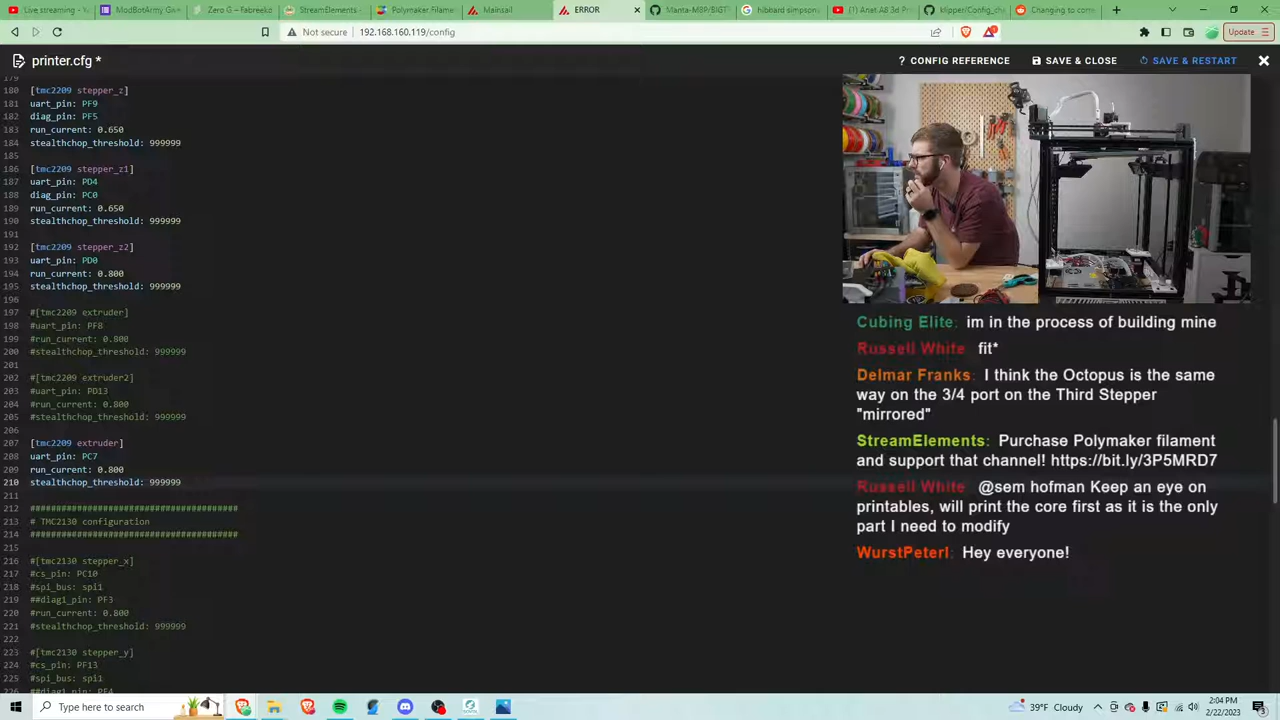 Live streaming - Y
ModBotArmy Give
Zero G – Fabreeko
StreamElements -
Polymaker Filame
Mainsail
ERROR
Manta-M8P/BIGT
hibbard simpson
(1) Anet A8 3d Pri
klipper/Config_ch
Changing to com
Not secure
192.168.160.119/config
Update
printer.cfg *
? CONFIG REFERENCE
SAVE & CLOSE
SAVE & RESTART
179
180 [tmc2209 stepper_z]
181 uart_pin: PF9
182 diag_pin: PF5
183 run_current: 0.650
184 stealthchop_threshold: 999999
185
186 [tmc2209 stepper_z1]
187 uart_pin: PD4
188 diag_pin: PC0
189 run_current: 0.650
190 stealthchop_threshold: 999999
191
192 [tmc2209 stepper_z2]
193 uart_pin: PD0
194 run_current: 0.800
195 stealthchop_threshold: 999999
196
197 #[tmc2209 extruder]
198 #uart_pin: PF8
199 #run_current: 0.800
200 #stealthchop_threshold: 999999
201
202 #[tmc2209 extruder2]
203 #uart_pin: PD13
204 #run_current: 0.800
205 #stealthchop_threshold: 999999
206
207 [tmc2209 extruder]
208 uart_pin: PC7
209 run_current: 0.800
210 stealthchop_threshold: 999999
211
212 ########################################
213 # TMC2130 configuration
214 ########################################
215
216 #[tmc2130 stepper_x]
217 #cs_pin: PC10
218 #spi_bus: spi1
219 ##diag1_pin: PF3
220 #run_current: 0.800
221 #stealthchop_threshold: 999999
222
223 #[tmc2130 stepper_y]
224 #cs_pin: PF13
225 #spi_bus: spi1
226 ##diag1_pin: PF4
Cubing Elite: im in the process of building mine
Russell White fit*
Delmar Franks: I think the Octopus is the same
way on the 3/4 port on the Third Stepper
"mirrored"
StreamElements: Purchase Polymaker filament
and support that channel! https://bit.ly/3P5MRD7
Russell White @sem hofman Keep an eye on
printables, will print the core first as it is the only
part I need to modify
WurstPeterl: Hey everyone!
Type here to search
39°F Cloudy
2:04 PM
2/22/2023